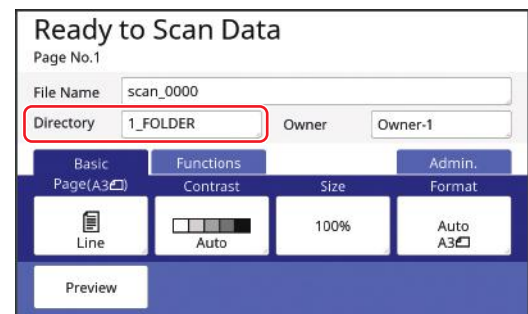 Ready to Scan Data
Page No.1
File Name scan_0000
Directory 1_FOLDER Owner Owner-1
Basic Functions Admin.
Page(A3) Contrast Size Format
Line Auto 100% Auto
A3
Preview